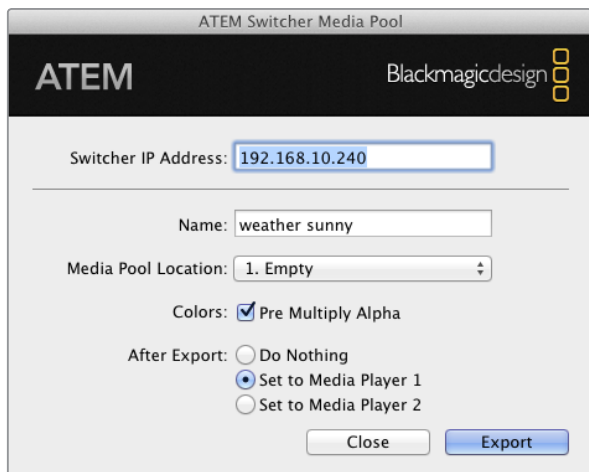 ATEM Switcher Media Pool
ATEM Blackmagicdesign
Switcher IP Address: 192.168.10.240
Name: weather sunny
Media Pool Location: 1. Empty
Colors: Pre Multiply Alpha
After Export: Do Nothing
Set to Media Player 1
Set to Media Player 2
Close Export